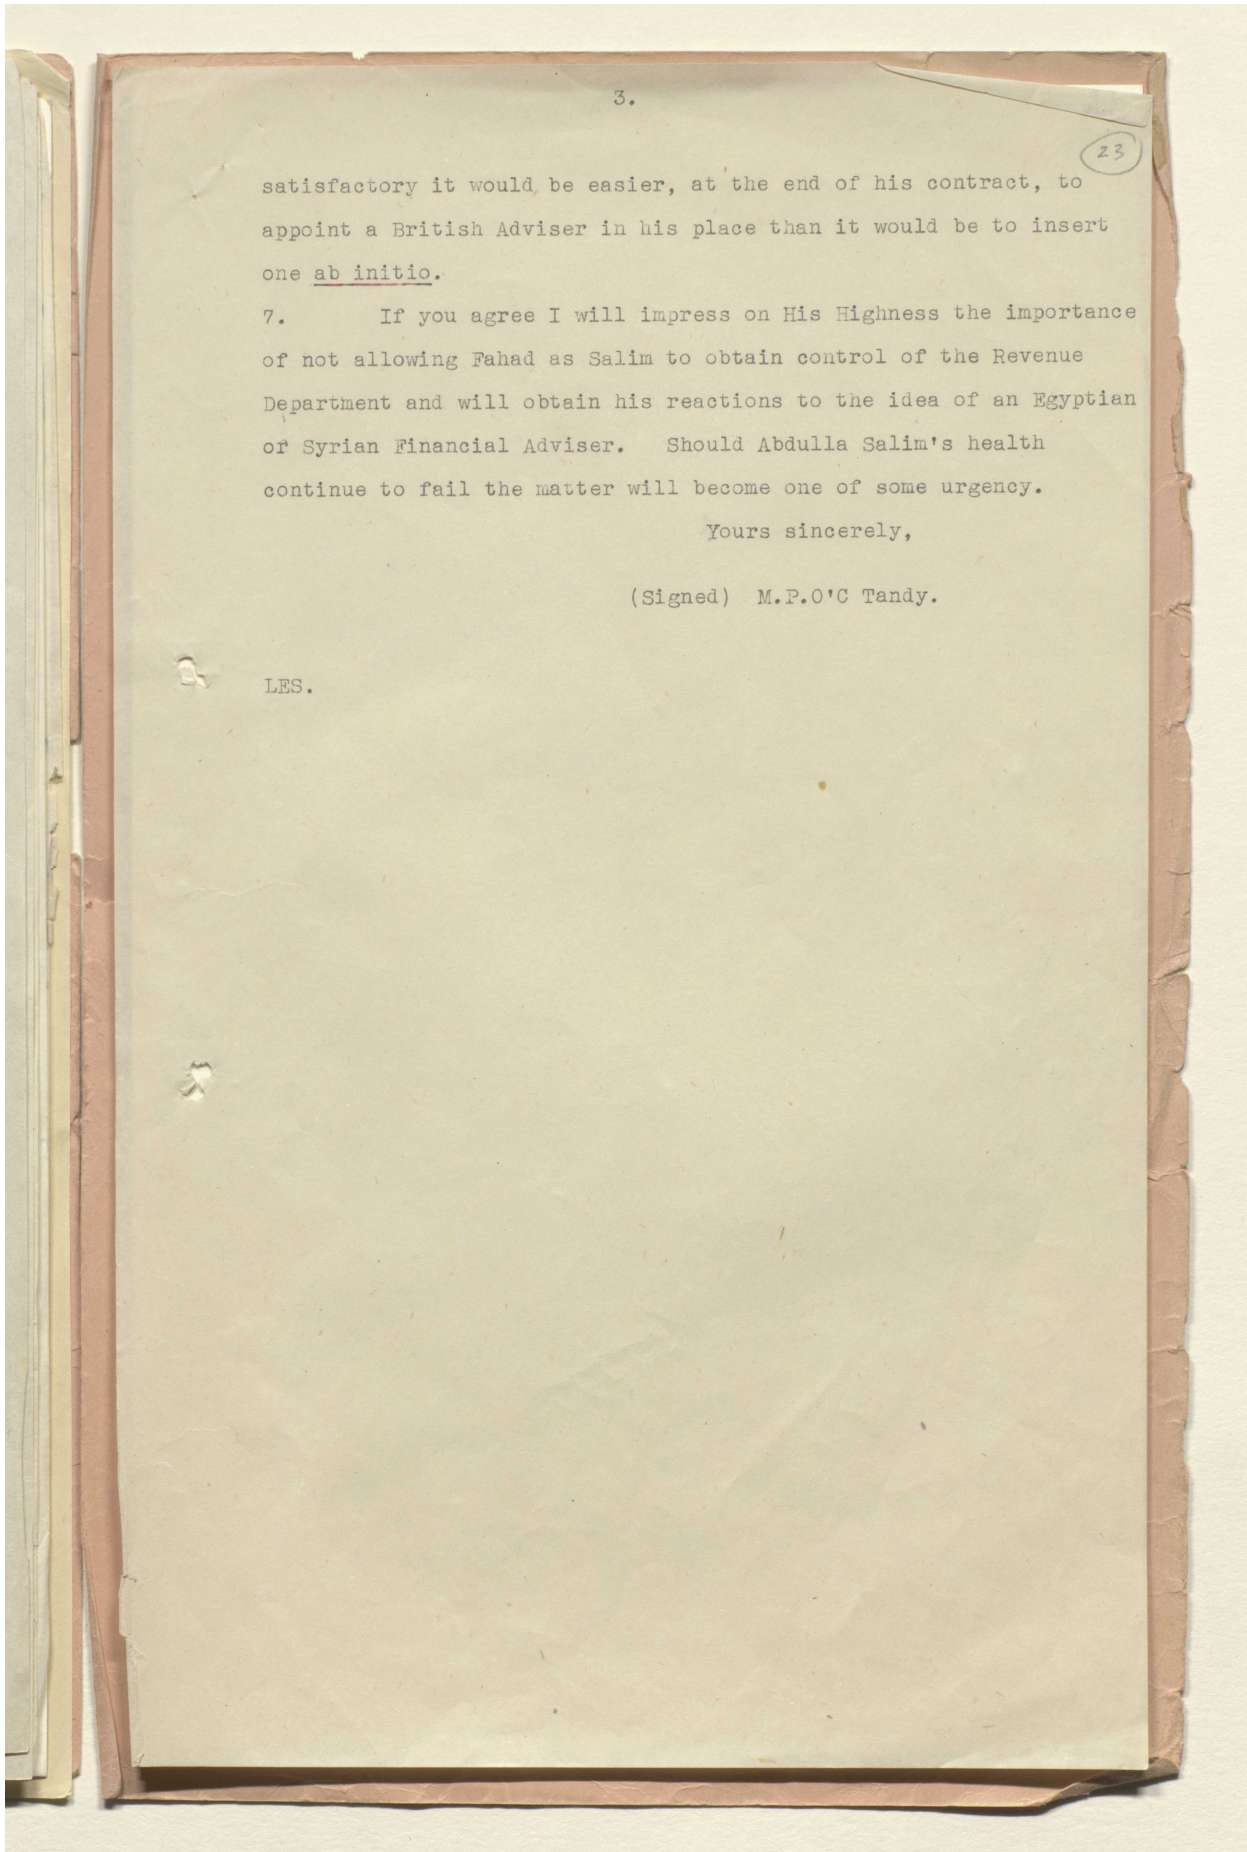 3.
23
satisfactory it would be easier, at the end of his contract, to
appoint a British Adviser in his place than it would be to insert
one ab initio.
7. If you agree I will impress on His Highness the importance
of not allowing Fahad as Salim to obtain control of the Revenue
Department and will obtain his reactions to the idea of an Egyptian
or Syrian Financial Adviser. Should Abdulla Salim's health
continue to fail the matter will become one of some urgency.
Yours sincerely,
(Signed) M.P.O'C Tandy.
LES.